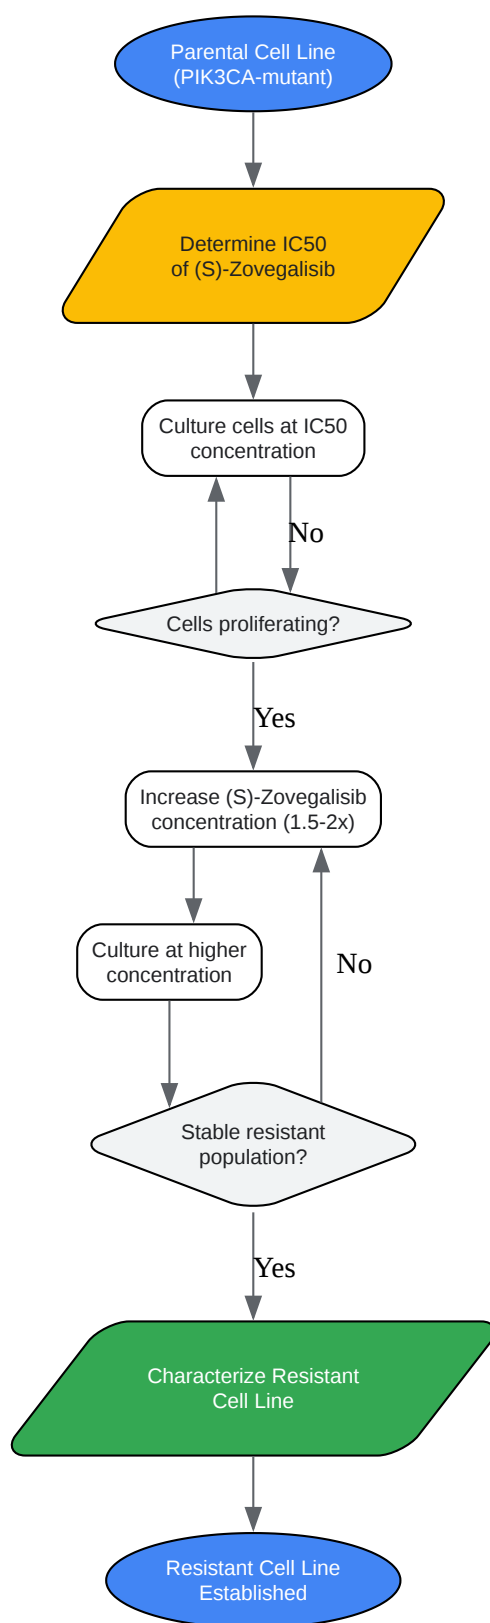 Parental Cell Line
(PIK3CA-mutant)
Determine IC50
of (S)-Zovegalisib
Culture cells at IC50
concentration
No
Cells proliferating?
Yes
Increase (S)-Zovegalisib
concentration (1.5-2x)
Culture at higher
concentration
No
Stable resistant
population?
Yes
Characterize Resistant
Cell Line
Resistant Cell Line
Established